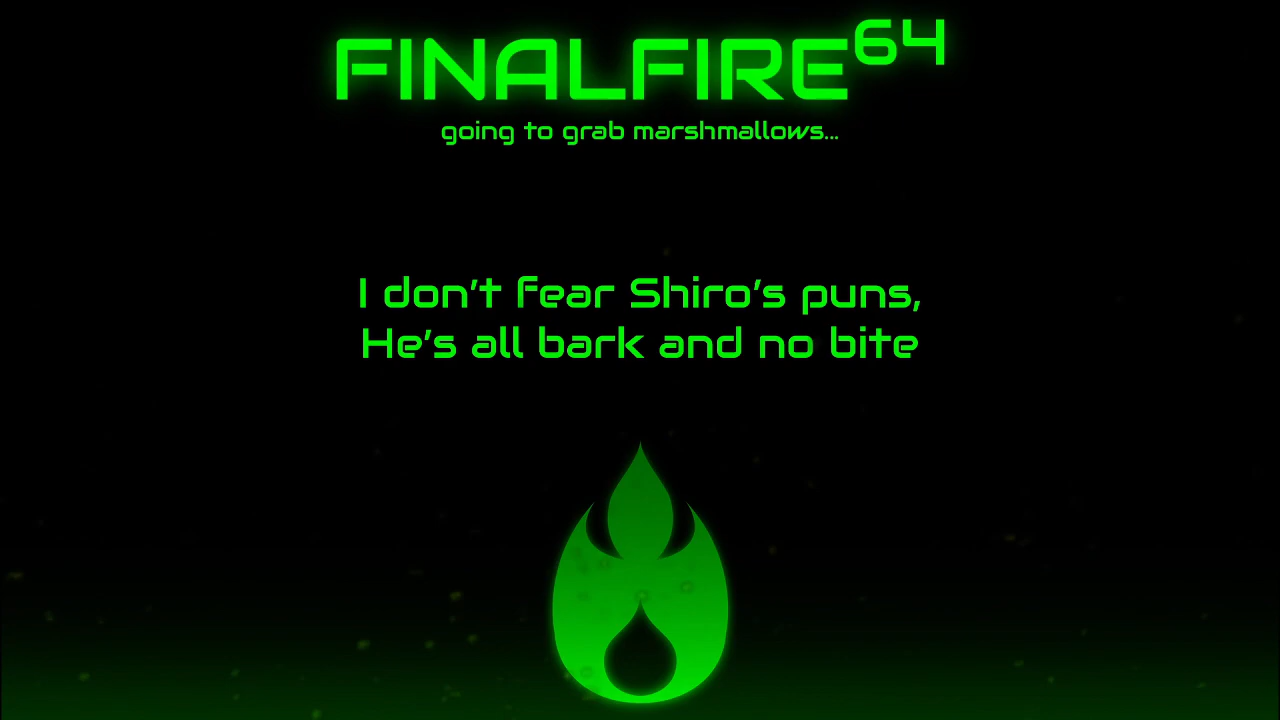 FINALFIRE64
going to grab marshmallows...
I don't fear Shiro's puns,
He's all bark and no bite